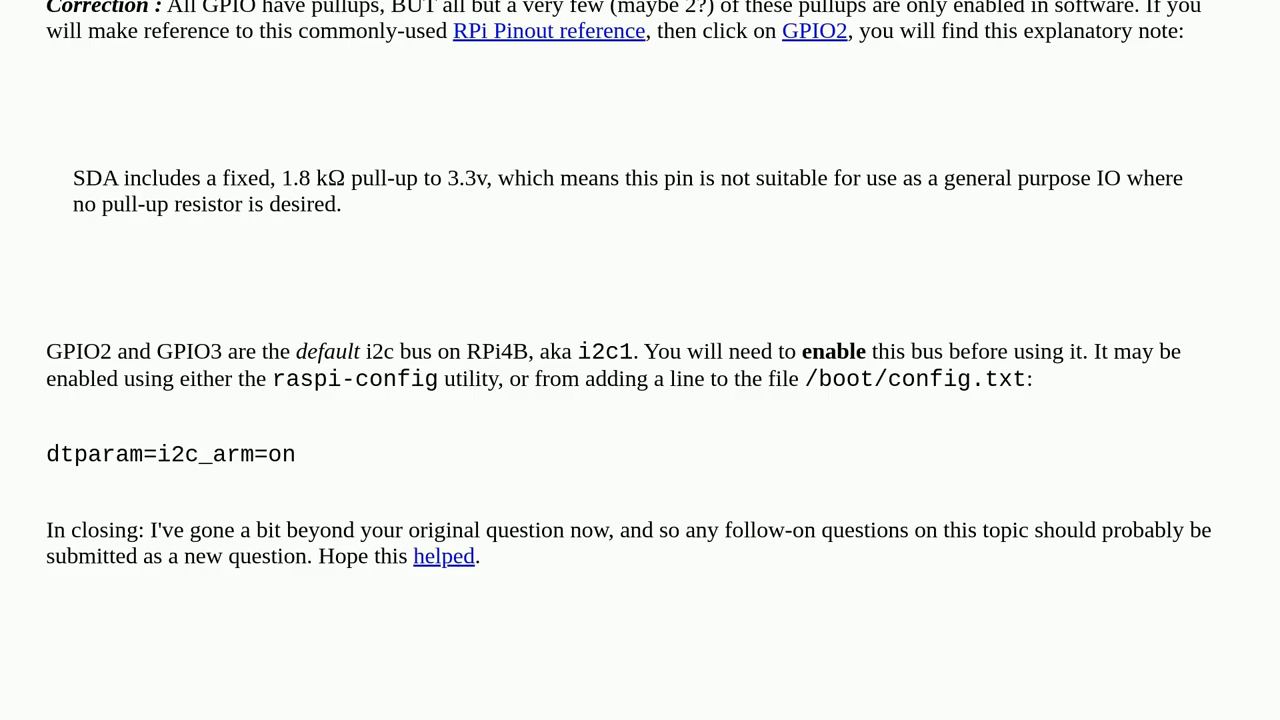 Correction : All GPIO have pullups, BUT all but a very few (maybe 2?) of these pullups are only enabled in software. If you
will make reference to this commonly-used RPi Pinout reference, then click on GPIO2, you will find this explanatory note:
SDA includes a fixed, 1.8 kΩ pull-up to 3.3v, which means this pin is not suitable for use as a general purpose IO where
no pull-up resistor is desired.
GPIO2 and GPIO3 are the default i2c bus on RPi4B, aka i2c1. You will need to enable this bus before using it. It may be
enabled using either the raspi-config utility, or from adding a line to the file /boot/config.txt:
dtparam=i2c_arm=on
In closing: I've gone a bit beyond your original question now, and so any follow-on questions on this topic should probably be
submitted as a new question. Hope this helped.